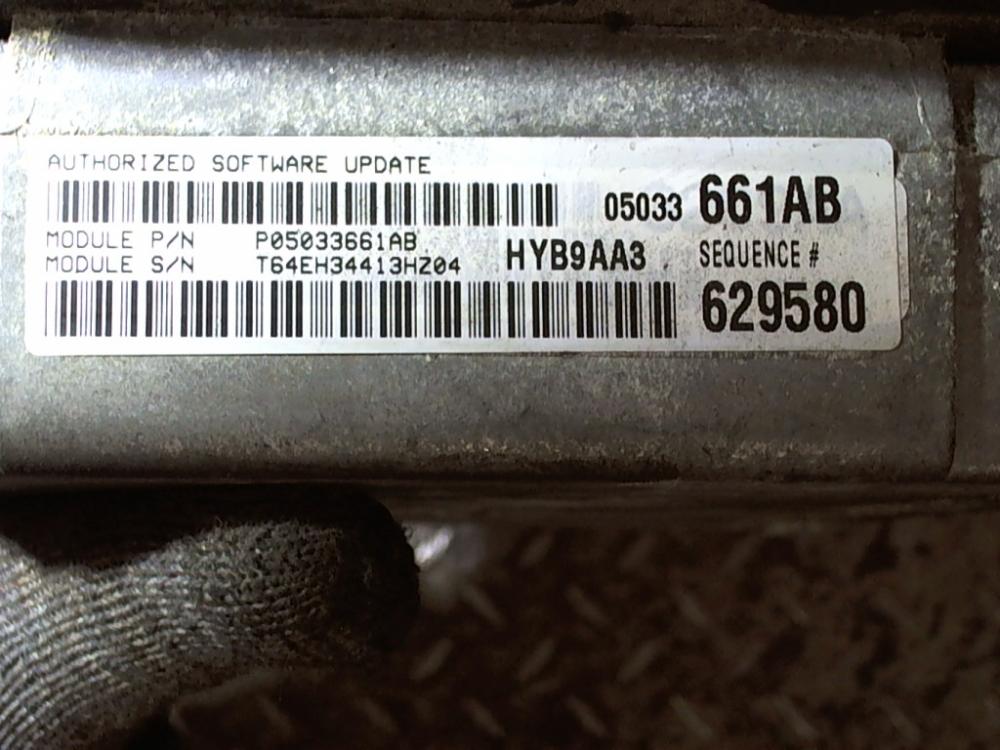 AUTHORIZED SOFTWARE UPDATE
05033 661AB
MODULE P/N P05033661AB
MODULE S/N T64EH34413HZ04
HYB9AA3
SEQUENCE #
629580